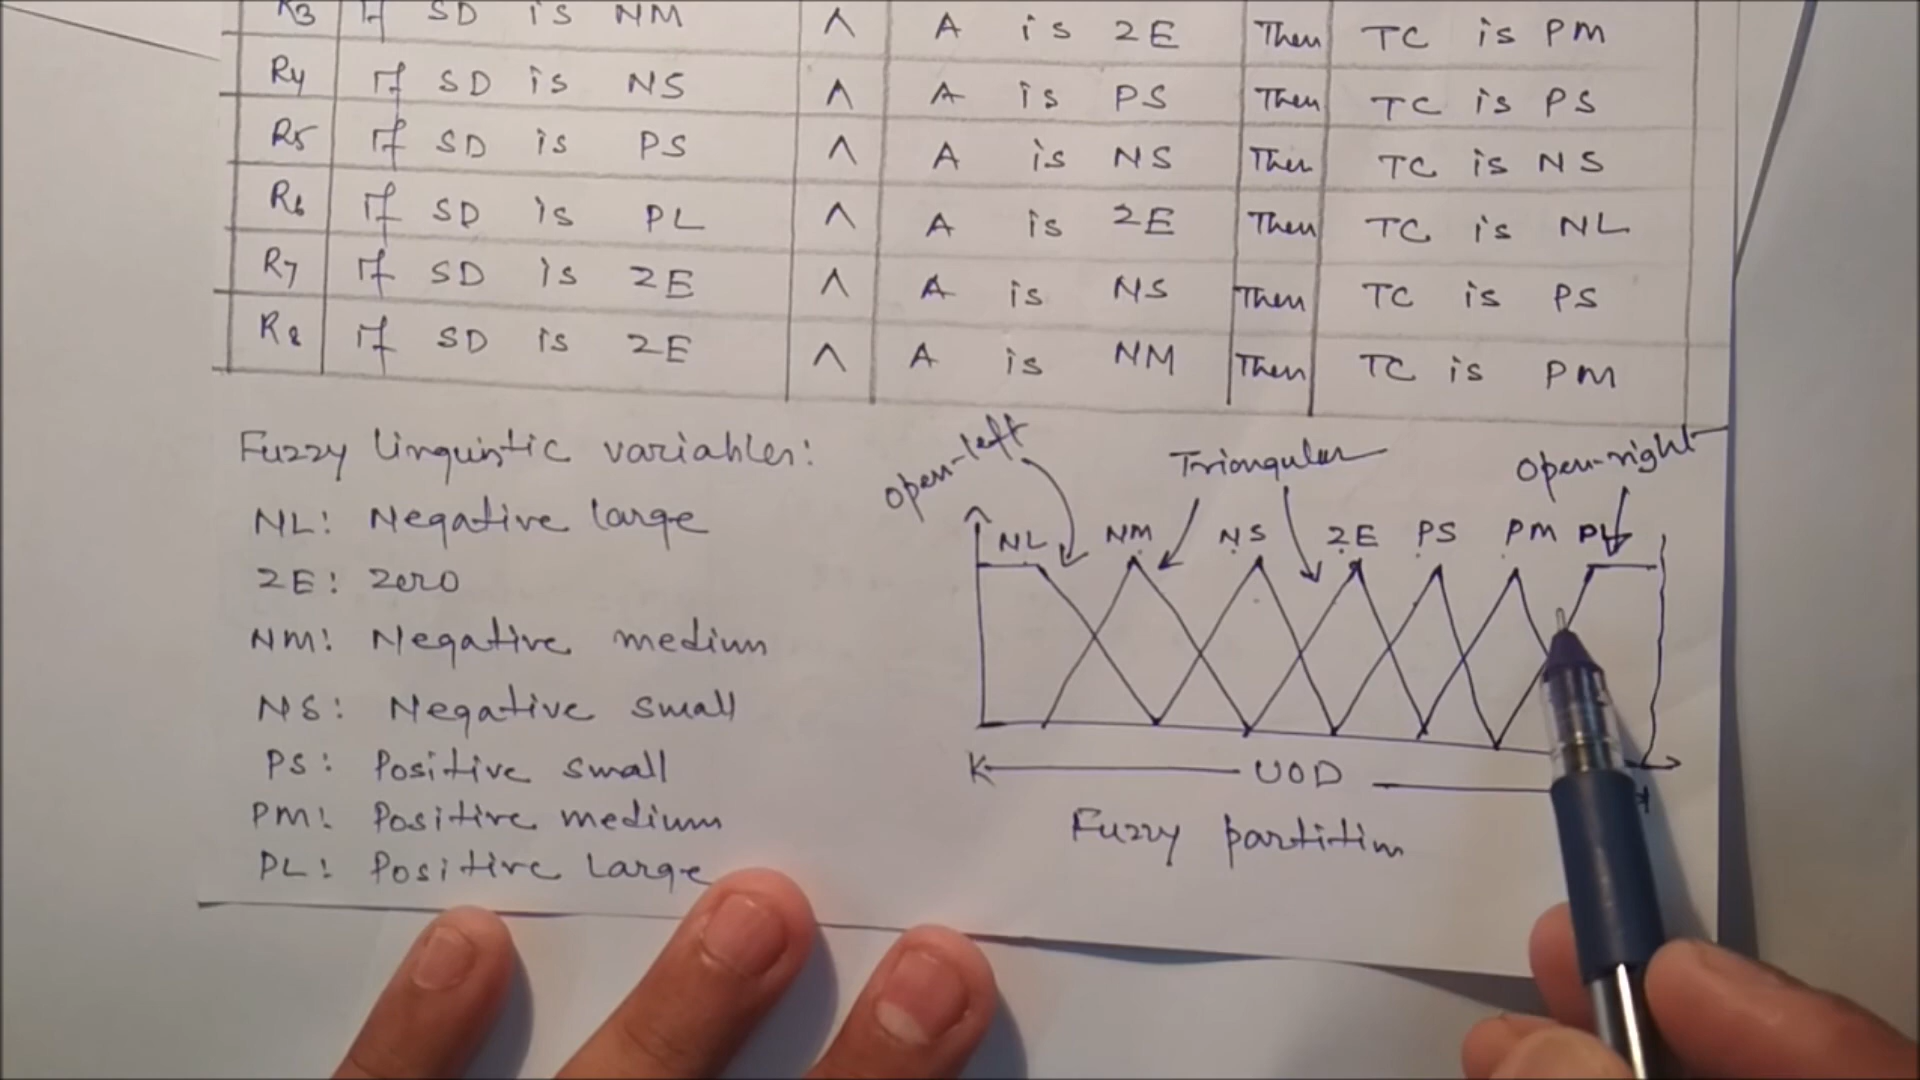 R3 If SD is NM ∧ A is ZE Then TC is PM
R4 If SD is NS ∧ A is PS Then TC is PS
R5 If SD is PS ∧ A is NS Then TC is NS
R6 If SD is PL ∧ A is ZE Then TC is NL
R7 If SD is ZE ∧ A is NS Then TC is PS
R8 If SD is ZE ∧ A is NM Then TC is PM
Fuzzy linguistic variables:
NL: Negative large
ZE: Zero
NM: Negative medium
NS: Negative small
PS: Positive small
PM: Positive medium
PL: Positive Large
Open-left Triangular Open-right
NL NM NS ZE PS PM PL
UOD
Fuzzy partition